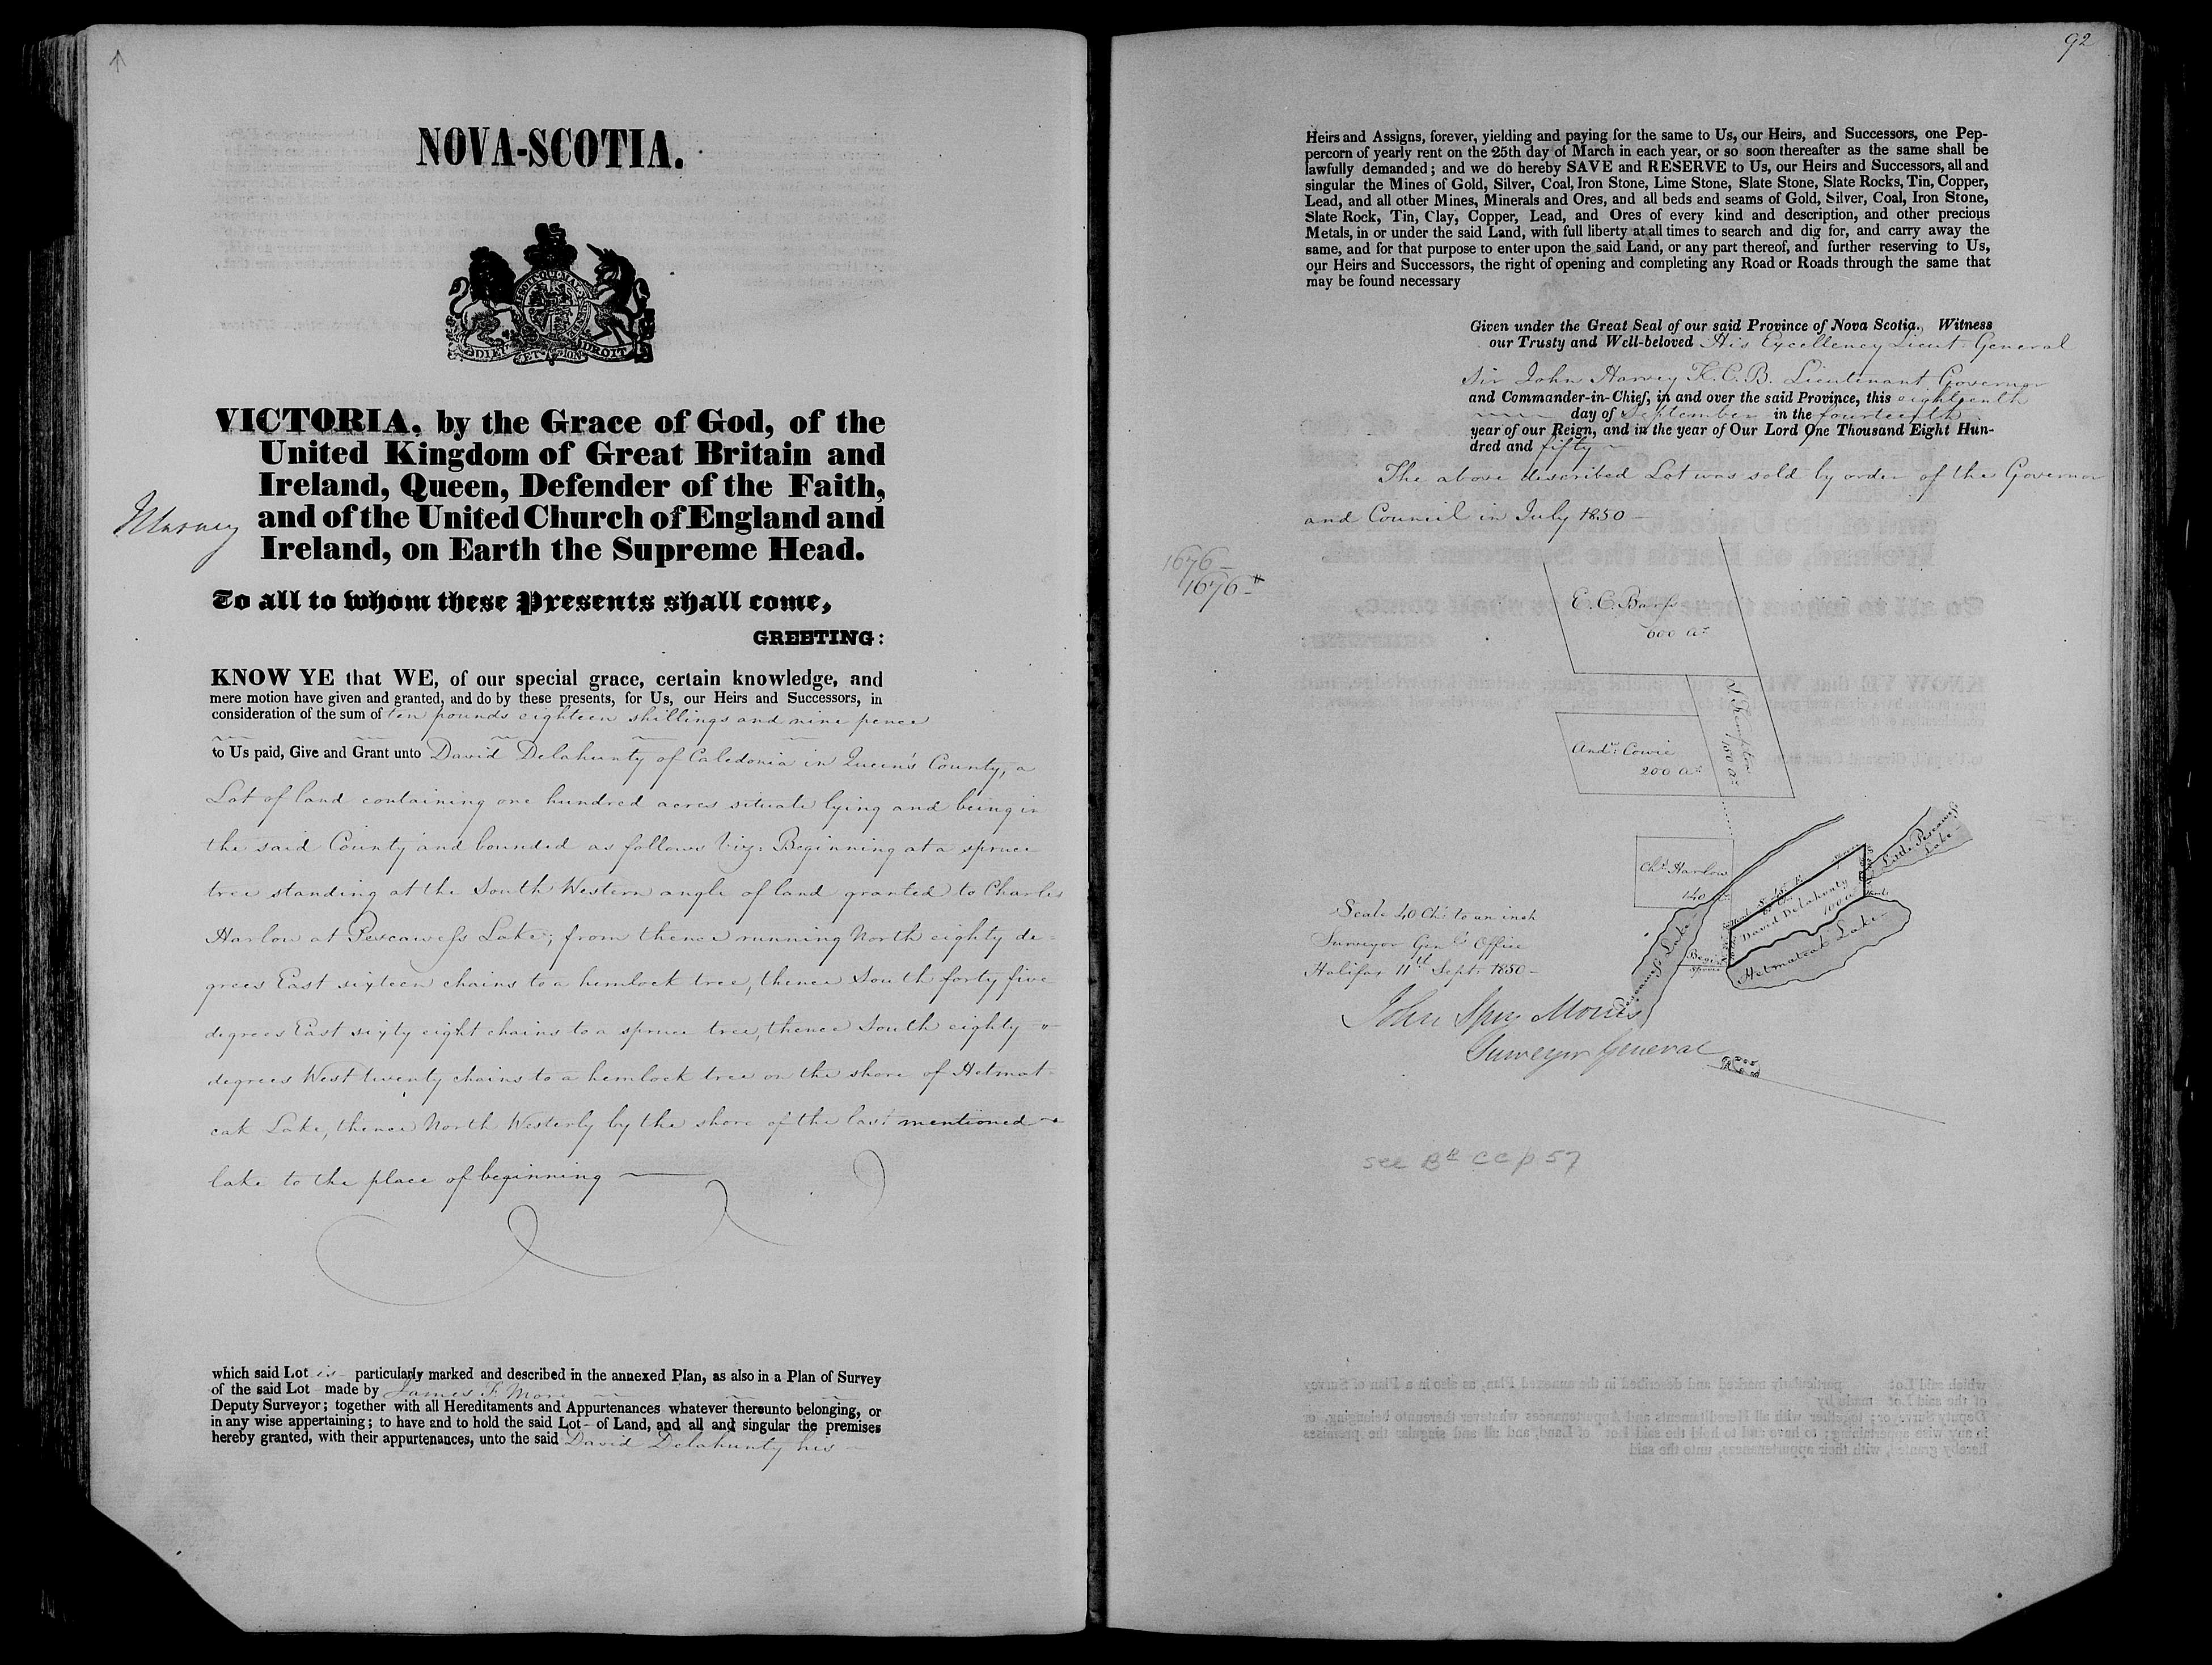 NOVA-SCOTIA.
DIEU ET MON DROIT
VICTORIA, by the Grace of God, of the
United Kingdom of Great Britain and
Ireland, Queen, Defender of the Faith,
and of the United Church of England and
Ireland, on Earth the Supreme Head.
J Harvey
To all to whom these Presents shall come,
GREETING:
KNOW YE that WE, of our special grace, certain knowledge, and
mere motion have given and granted, and do by these presents, for Us, our Heirs and Successors, in
consideration of the sum of ten pounds eighteen shillings and nine pence
to Us paid, Give and Grant unto David Delahunty of Caledonia in Queen's County, a
Lot of land containing one hundred acres situate lying and being in
the said County and bounded as follows Viz: Beginning at a spruce
tree standing at the South Western angle of land granted to Charles
Harlow at Pescawess Lake; from thence running North eighty de-
grees East sixteen chains to a hemlock tree, thence South forty five
degrees East sixty eight chains to a spruce tree, thence South eighty "
degrees West twenty chains to a hemlock tree on the shore of Hetmat-
cak Lake, thence North Westerly by the shore of the last mentioned
lake to the place of beginning
which said Lot is particularly marked and described in the annexed Plan, as also in a Plan of Survey
of the said Lot made by James F. More
Deputy Surveyor; together with all Hereditaments and Appurtenances whatever thereunto belonging, or
in any wise appertaining; to have and to hold the said Lot of Land, and all and singular the premises
hereby granted, with their appurtenances, unto the said David Delahunty his
92
Heirs and Assigns, forever, yielding and paying for the same to Us, our Heirs, and Successors, one Pep-
percorn of yearly rent on the 25th day of March in each year, or so soon thereafter as the same shall be
lawfully demanded; and we do hereby SAVE and RESERVE to Us, our Heirs and Successors, all and
singular the Mines of Gold, Silver, Coal, Iron Stone, Lime Stone, Slate Stone, Slate Rocks, Tin, Copper,
Lead, and all other Mines, Minerals and Ores, and all beds and seams of Gold, Silver, Coal, Iron Stone,
Slate Rock, Tin, Clay, Copper, Lead, and Ores of every kind and description, and other precious
Metals, in or under the said Land, with full liberty at all times to search and dig for, and carry away the
same, and for that purpose to enter upon the said Land, or any part thereof, and further reserving to Us,
our Heirs and Successors, the right of opening and completing any Road or Roads through the same that
may be found necessary
Given under the Great Seal of our said Province of Nova Scotia. Witness
our Trusty and Well-beloved His Excellency Lieut. General
Sir John Harvey K.C.B. Lieutenant Governor
and Commander-in-Chief, in and over the said Province, this eighteenth
day of September in the fourteenth
year of our Reign, and in the year of Our Lord One Thousand Eight Hun-
dred and fifty
The above described Lot was sold by order of the Governor
and Council in July 1850
1676
1676
E. C. Barss
600 As.
Andw. Cowie
200 As.
100 As.
Chs. Harlow
140
David Delahunty
100 a
Little Pescawess
Lake
Pescawess Lake
Hetmatcak Lake
Begin
Spruce
Scale 40 Chs. to an inch
Surveyor Genl's Office
Halifax 11th Sept. 1850
John Spry Morris
Surveyor General
see Bk CC p 57